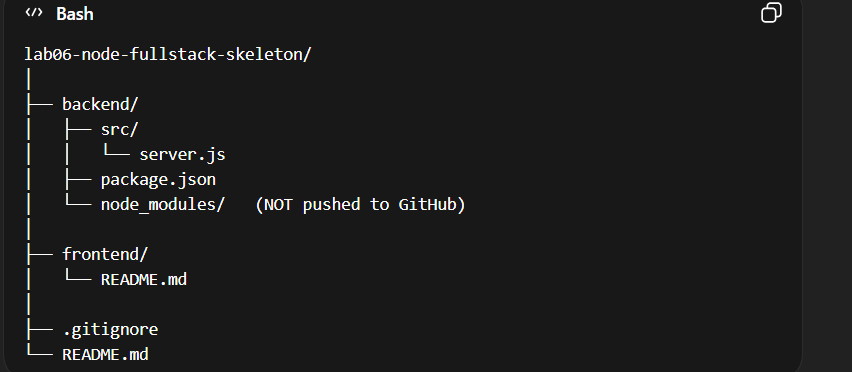 </> Bash
lab06-node-fullstack-skeleton/
│
├── backend/
│   ├── src/
│   │   └── server.js
│   ├── package.json
│   └── node_modules/   (NOT pushed to GitHub)
│
├── frontend/
│   └── README.md
│
├── .gitignore
└── README.md